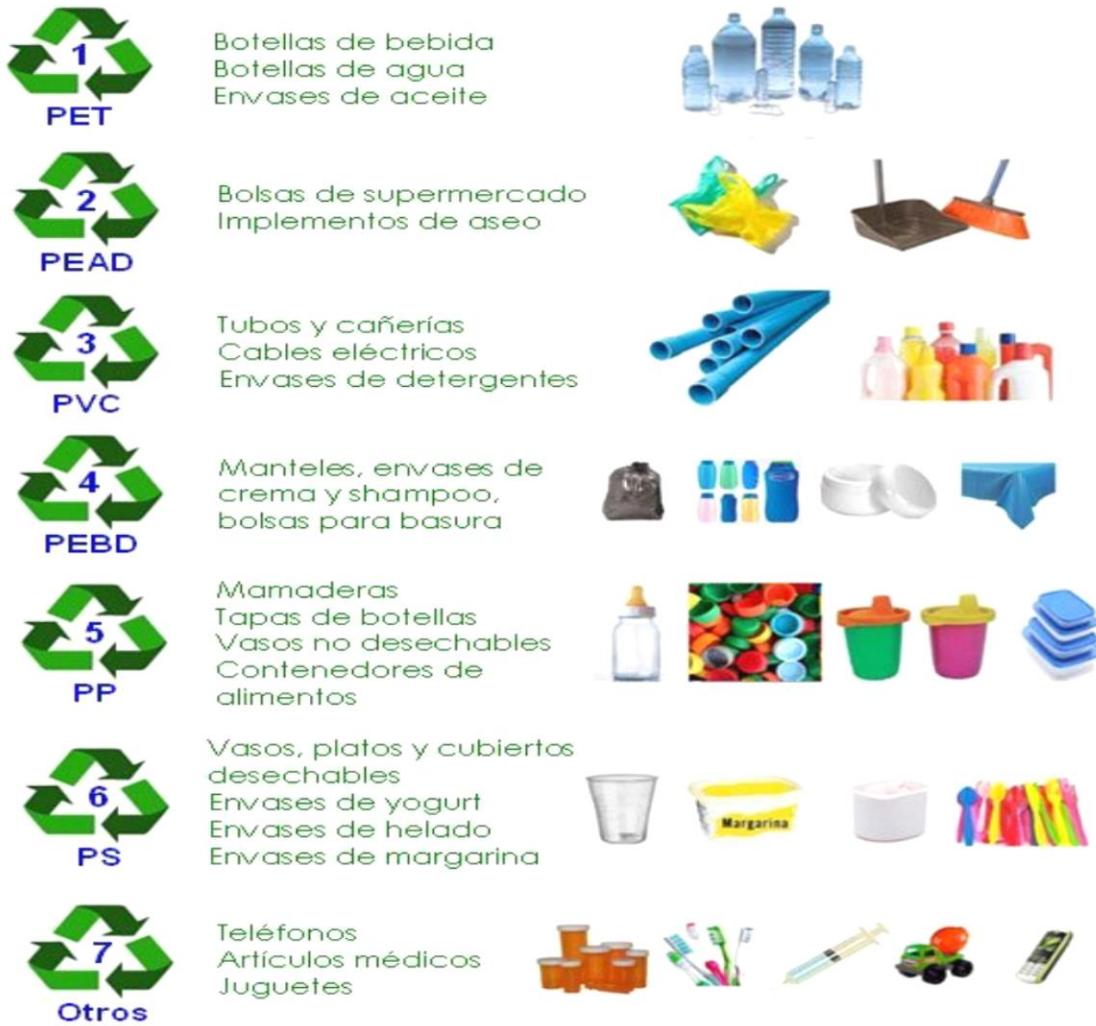 1
PET
Botellas de bebida
Botellas de agua
Envases de aceite
2
PEAD
Bolsas de supermercado
Implementos de aseo
3
PVC
Tubos y cañerías
Cables eléctricos
Envases de detergentes
4
PEBD
Manteles, envases de
crema y shampoo,
bolsas para basura
5
PP
Mamaderas
Tapas de botellas
Vasos no desechables
Contenedores de
alimentos
6
PS
Vasos, platos y cubiertos
desechables
Envases de yogurt
Envases de helado
Envases de margarina
Margarina
7
Otros
Teléfonos
Artículos médicos
Juguetes